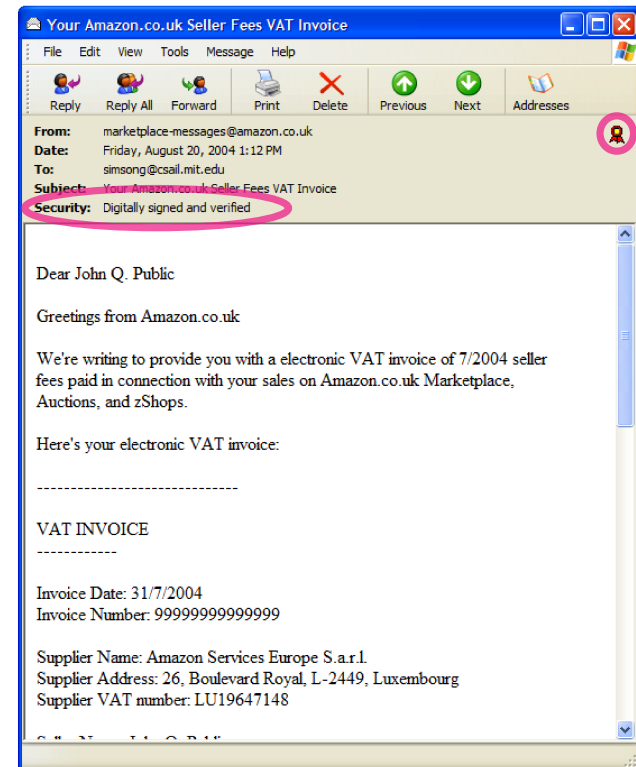 Your Amazon.co.uk Seller Fees VAT Invoice
File Edit View Tools Message Help
Reply Reply All Forward Print Delete Previous Next Addresses
From: marketplace-messages@amazon.co.uk
Date: Friday, August 20, 2004 1:12 PM
To: simsong@csail.mit.edu
Subject: Your Amazon.co.uk Seller Fees VAT Invoice
Security: Digitally signed and verified
Dear John Q. Public
Greetings from Amazon.co.uk
We're writing to provide you with a electronic VAT invoice of 7/2004 seller
fees paid in connection with your sales on Amazon.co.uk Marketplace,
Auctions, and zShops.
Here's your electronic VAT invoice:
------------------------------
VAT INVOICE
------------
Invoice Date: 31/7/2004
Invoice Number: 99999999999999
Supplier Name: Amazon Services Europe S.a.r.l.
Supplier Address: 26, Boulevard Royal, L-2449, Luxembourg
Supplier VAT number: LU19647148